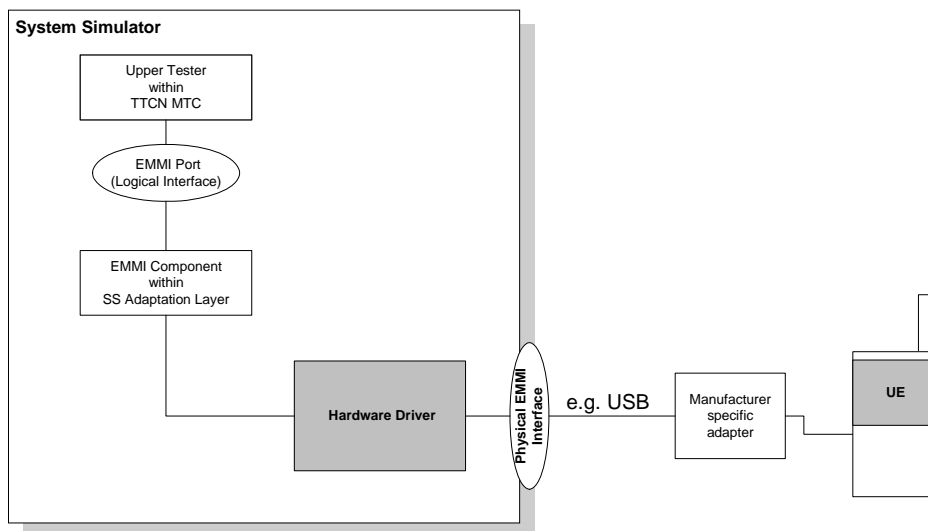 System Simulator
Upper Tester
within
TTCN MTC
EMMI Port
(Logical Interface)
EMMI Component
within
SS Adaptation Layer
Hardware Driver
Physical EMMI
Interface
e.g. USB
Manufacturer
specific
adapter
UE